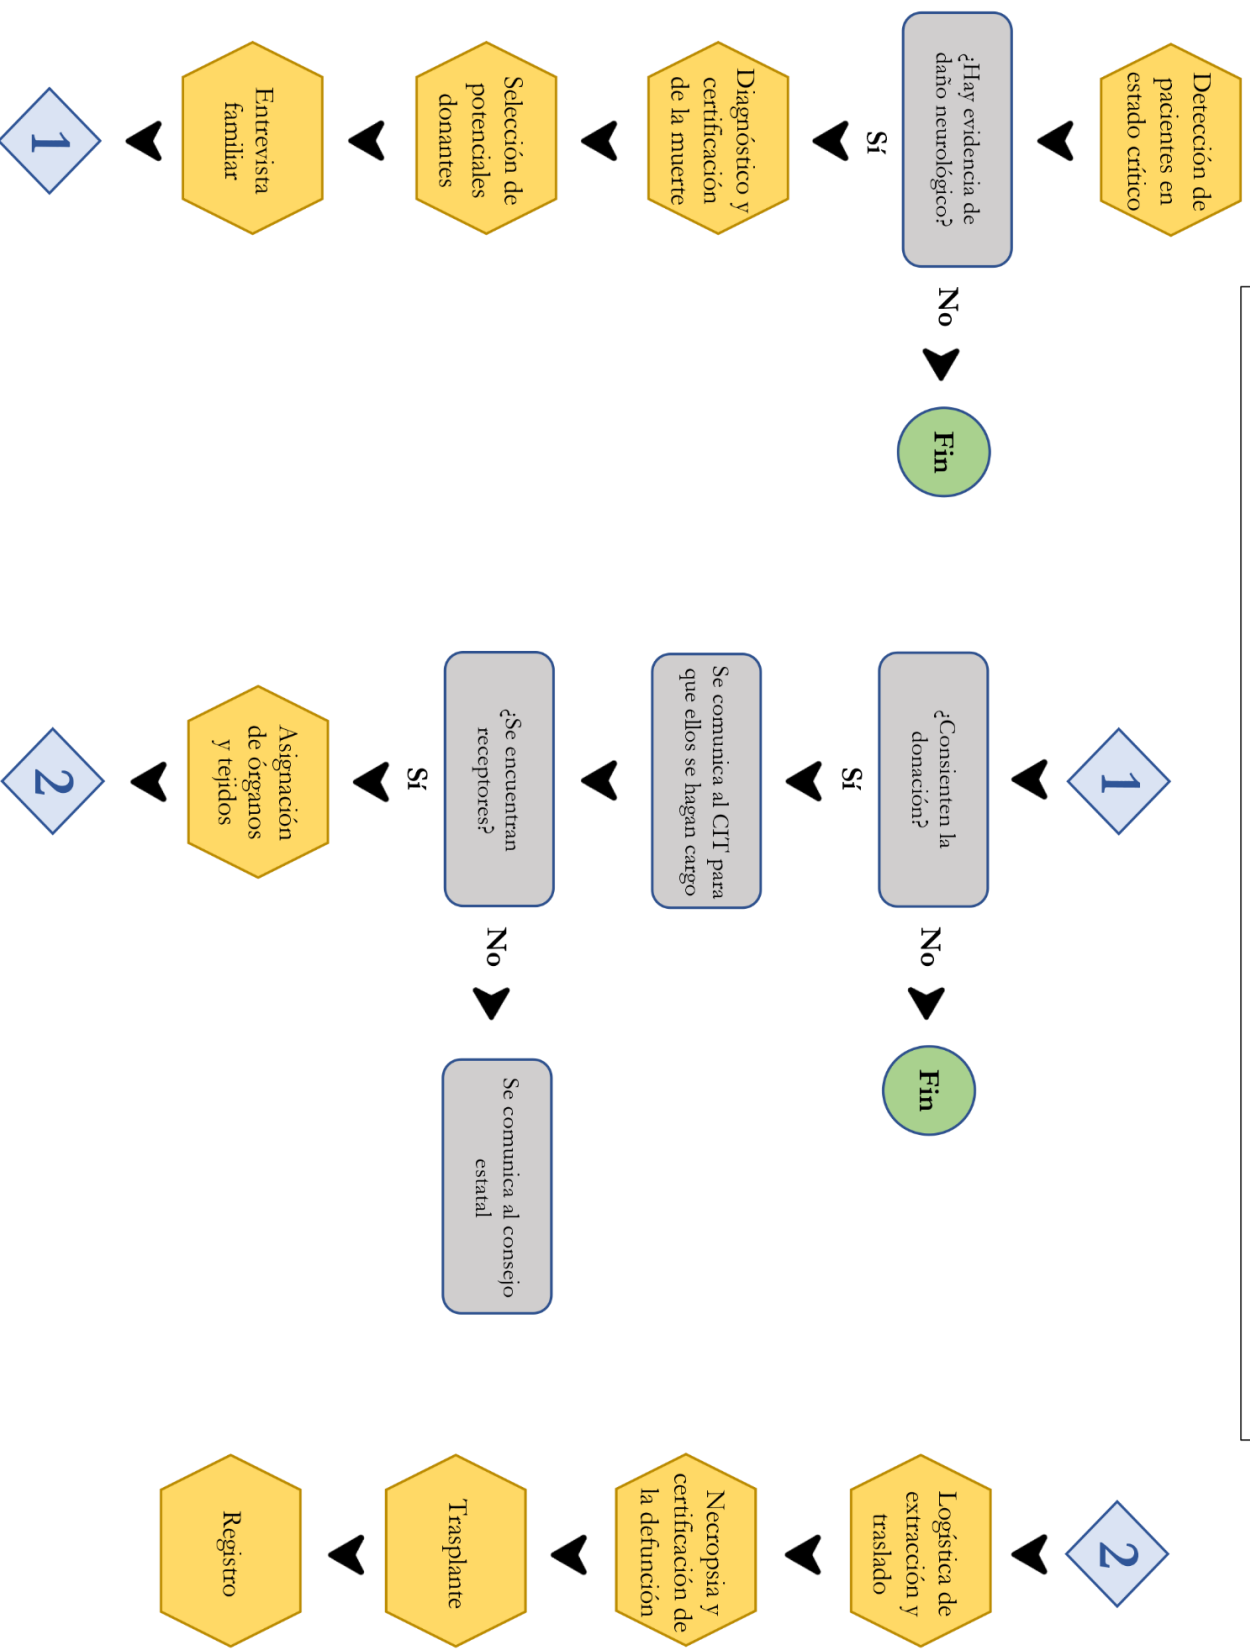 Detección de
pacientes en
estado crítico
¿Hay evidencia de
daño neurológico?
No
Fin
Sí
Diagnóstico y
certificación
de la muerte
Selección de
potenciales
donantes
Entrevista
familiar
1
1
¿Consienten la
donación?
No
Fin
Sí
Se comunica al CIT para
que ellos se hagan cargo
¿Se encuentran
receptores?
No
Se comunica al consejo
estatal
Sí
Asignación
de órganos
y tejidos
2
2
Logística de
extracción y
traslado
Necropsia y
certificación de
la defunción
Trasplante
Registro